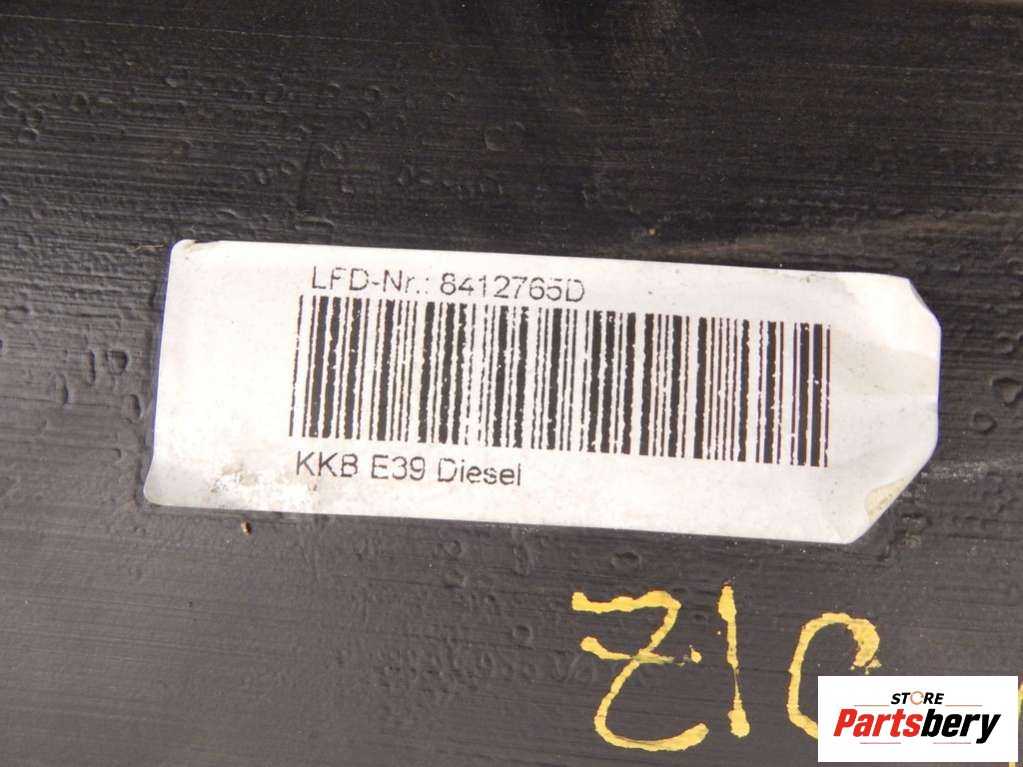 LFD-Nr.: 8412765D
KKB E39 Diesel
STORE
Partsbery